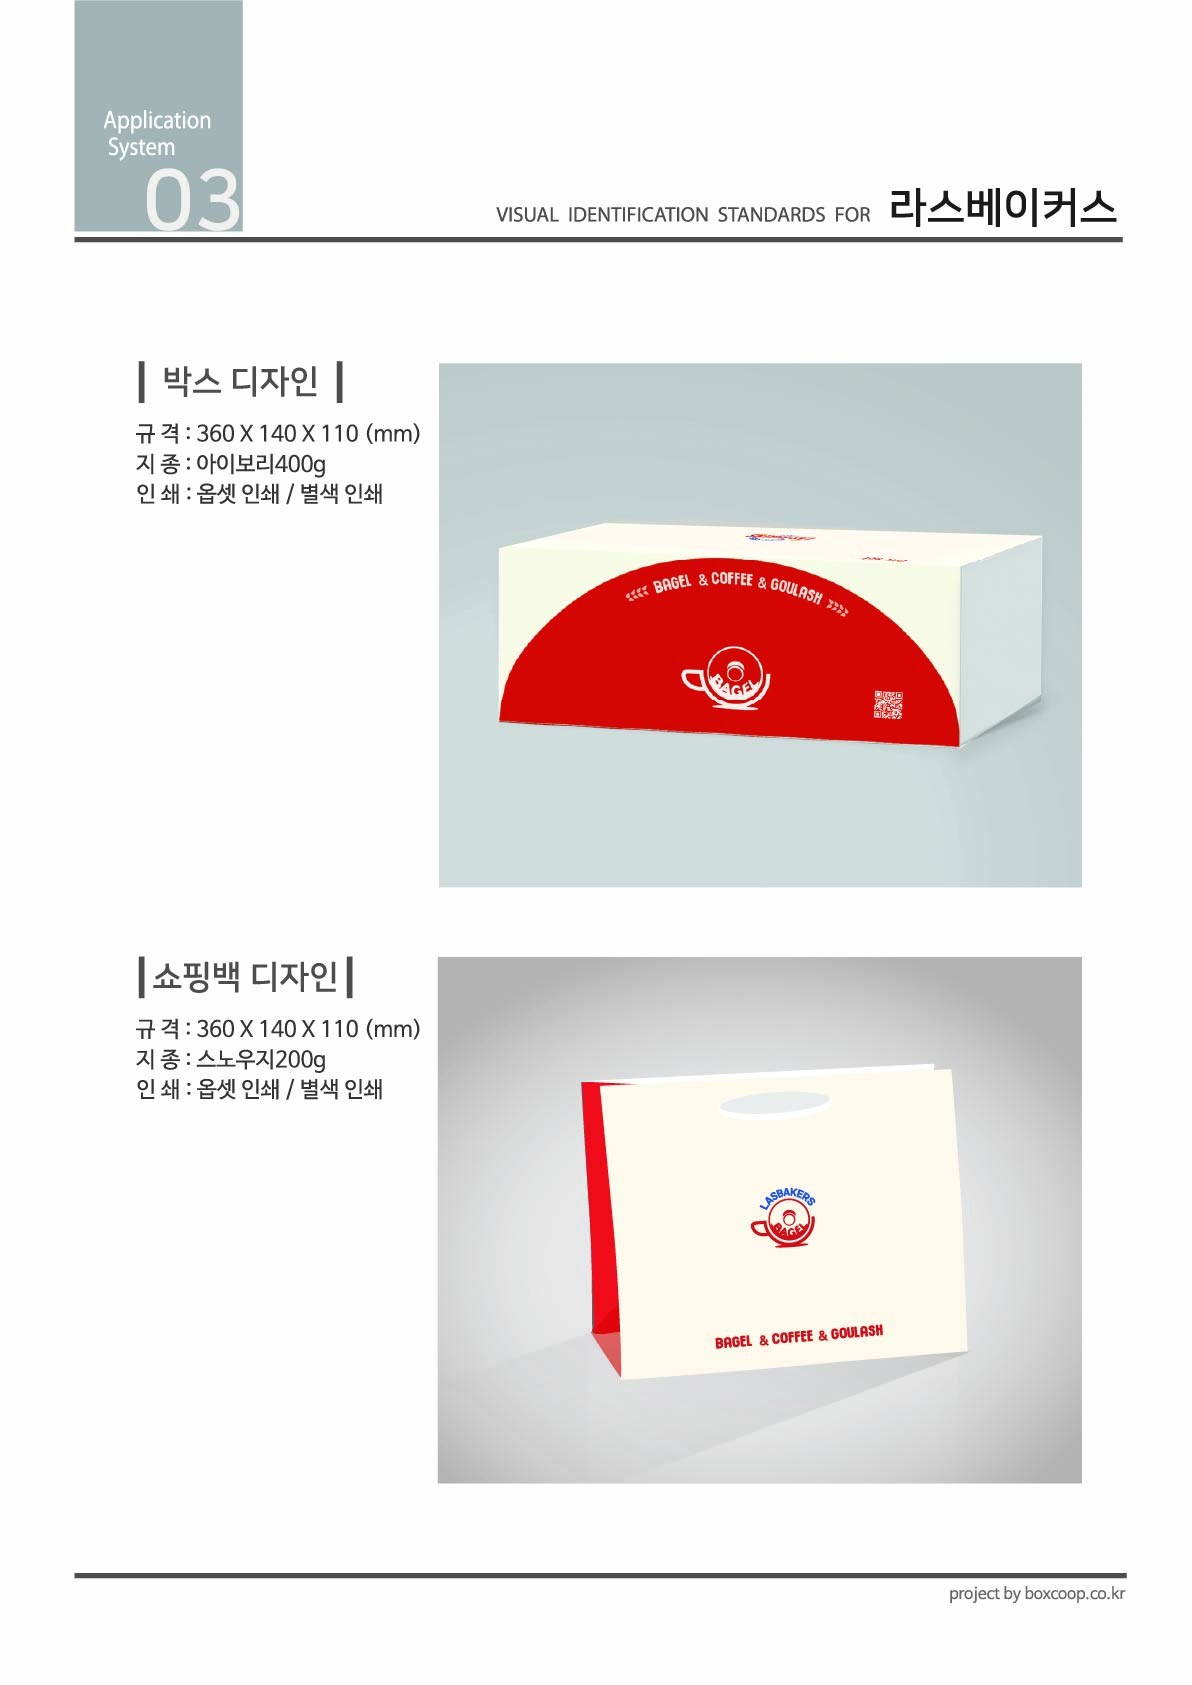 Application
System
03
VISUAL IDENTIFICATION STANDARDS FOR 라스베이커스
박스 디자인
규 격 : 360 X 140 X 110 (mm)
지 종 : 아이보리400g
인 쇄 : 옵셋 인쇄 / 별색 인쇄
BAGEL & COFFEE & GOULASH
BAGEL
쇼핑백 디자인
규 격 : 360 X 140 X 110 (mm)
지 종 : 스노우지200g
인 쇄 : 옵셋 인쇄 / 별색 인쇄
LASBAKERS
BAGEL
BAGEL & COFFEE & GOULASH
project by boxcoop.co.kr